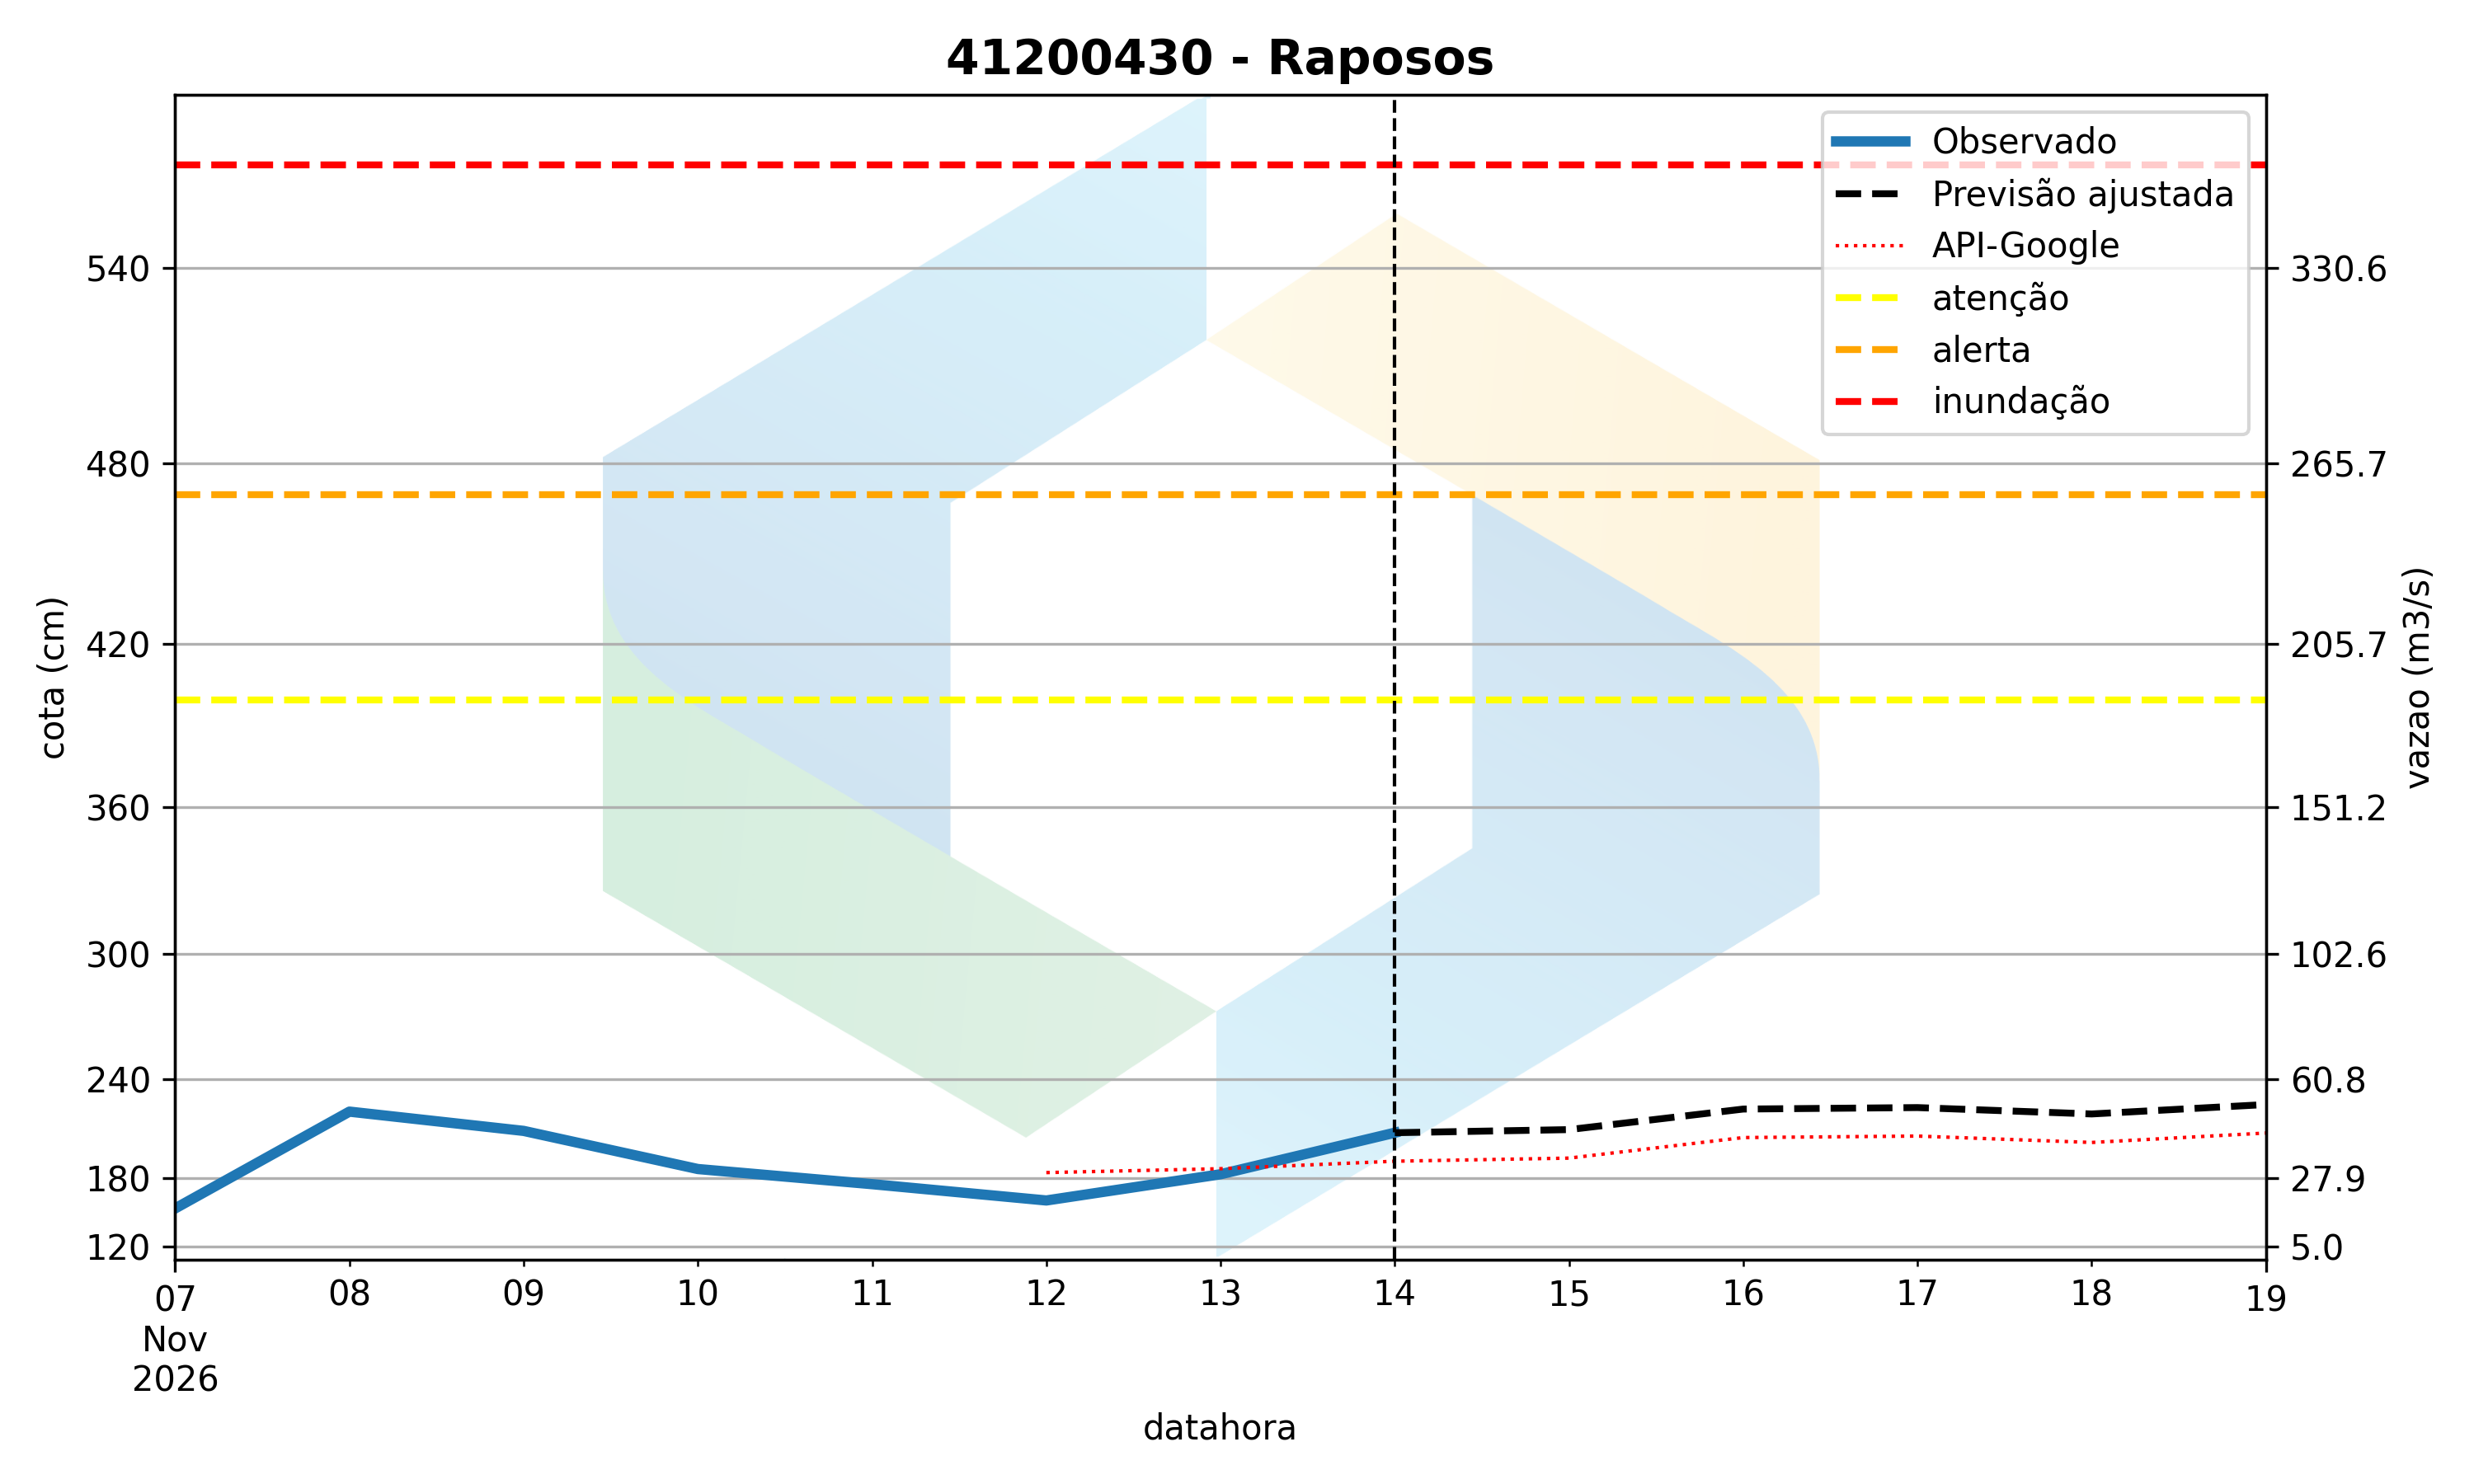 41200430 - Raposos
Observado
Previsão ajustada
API-Google
atenção
alerta
inundação
cota (cm)
540
480
420
360
300
240
180
120
330.6
265.7
205.7
151.2
102.6
60.8
27.9
5.0
vazao (m3/s)
07 08 09 10 11 12 13 14 15 16 17 18 19
Nov
2026
datahora